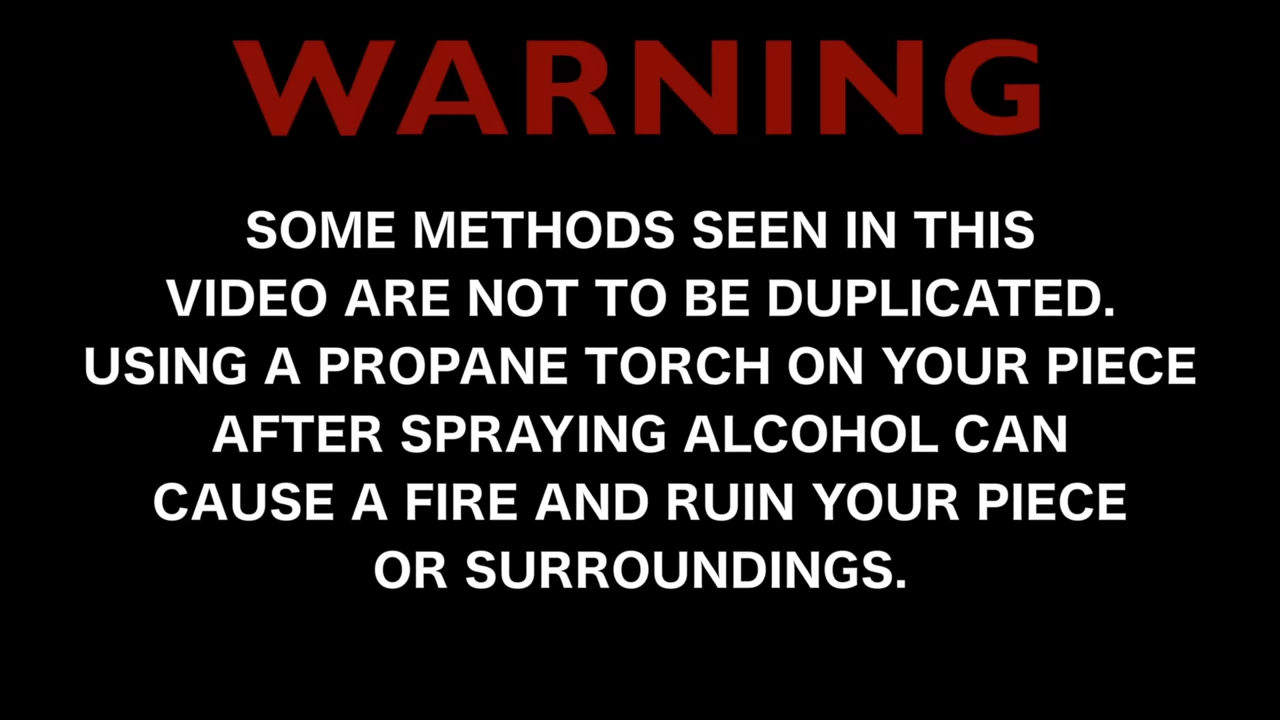 WARNING
SOME METHODS SEEN IN THIS
VIDEO ARE NOT TO BE DUPLICATED.
USING A PROPANE TORCH ON YOUR PIECE
AFTER SPRAYING ALCOHOL CAN
CAUSE A FIRE AND RUIN YOUR PIECE
OR SURROUNDINGS.